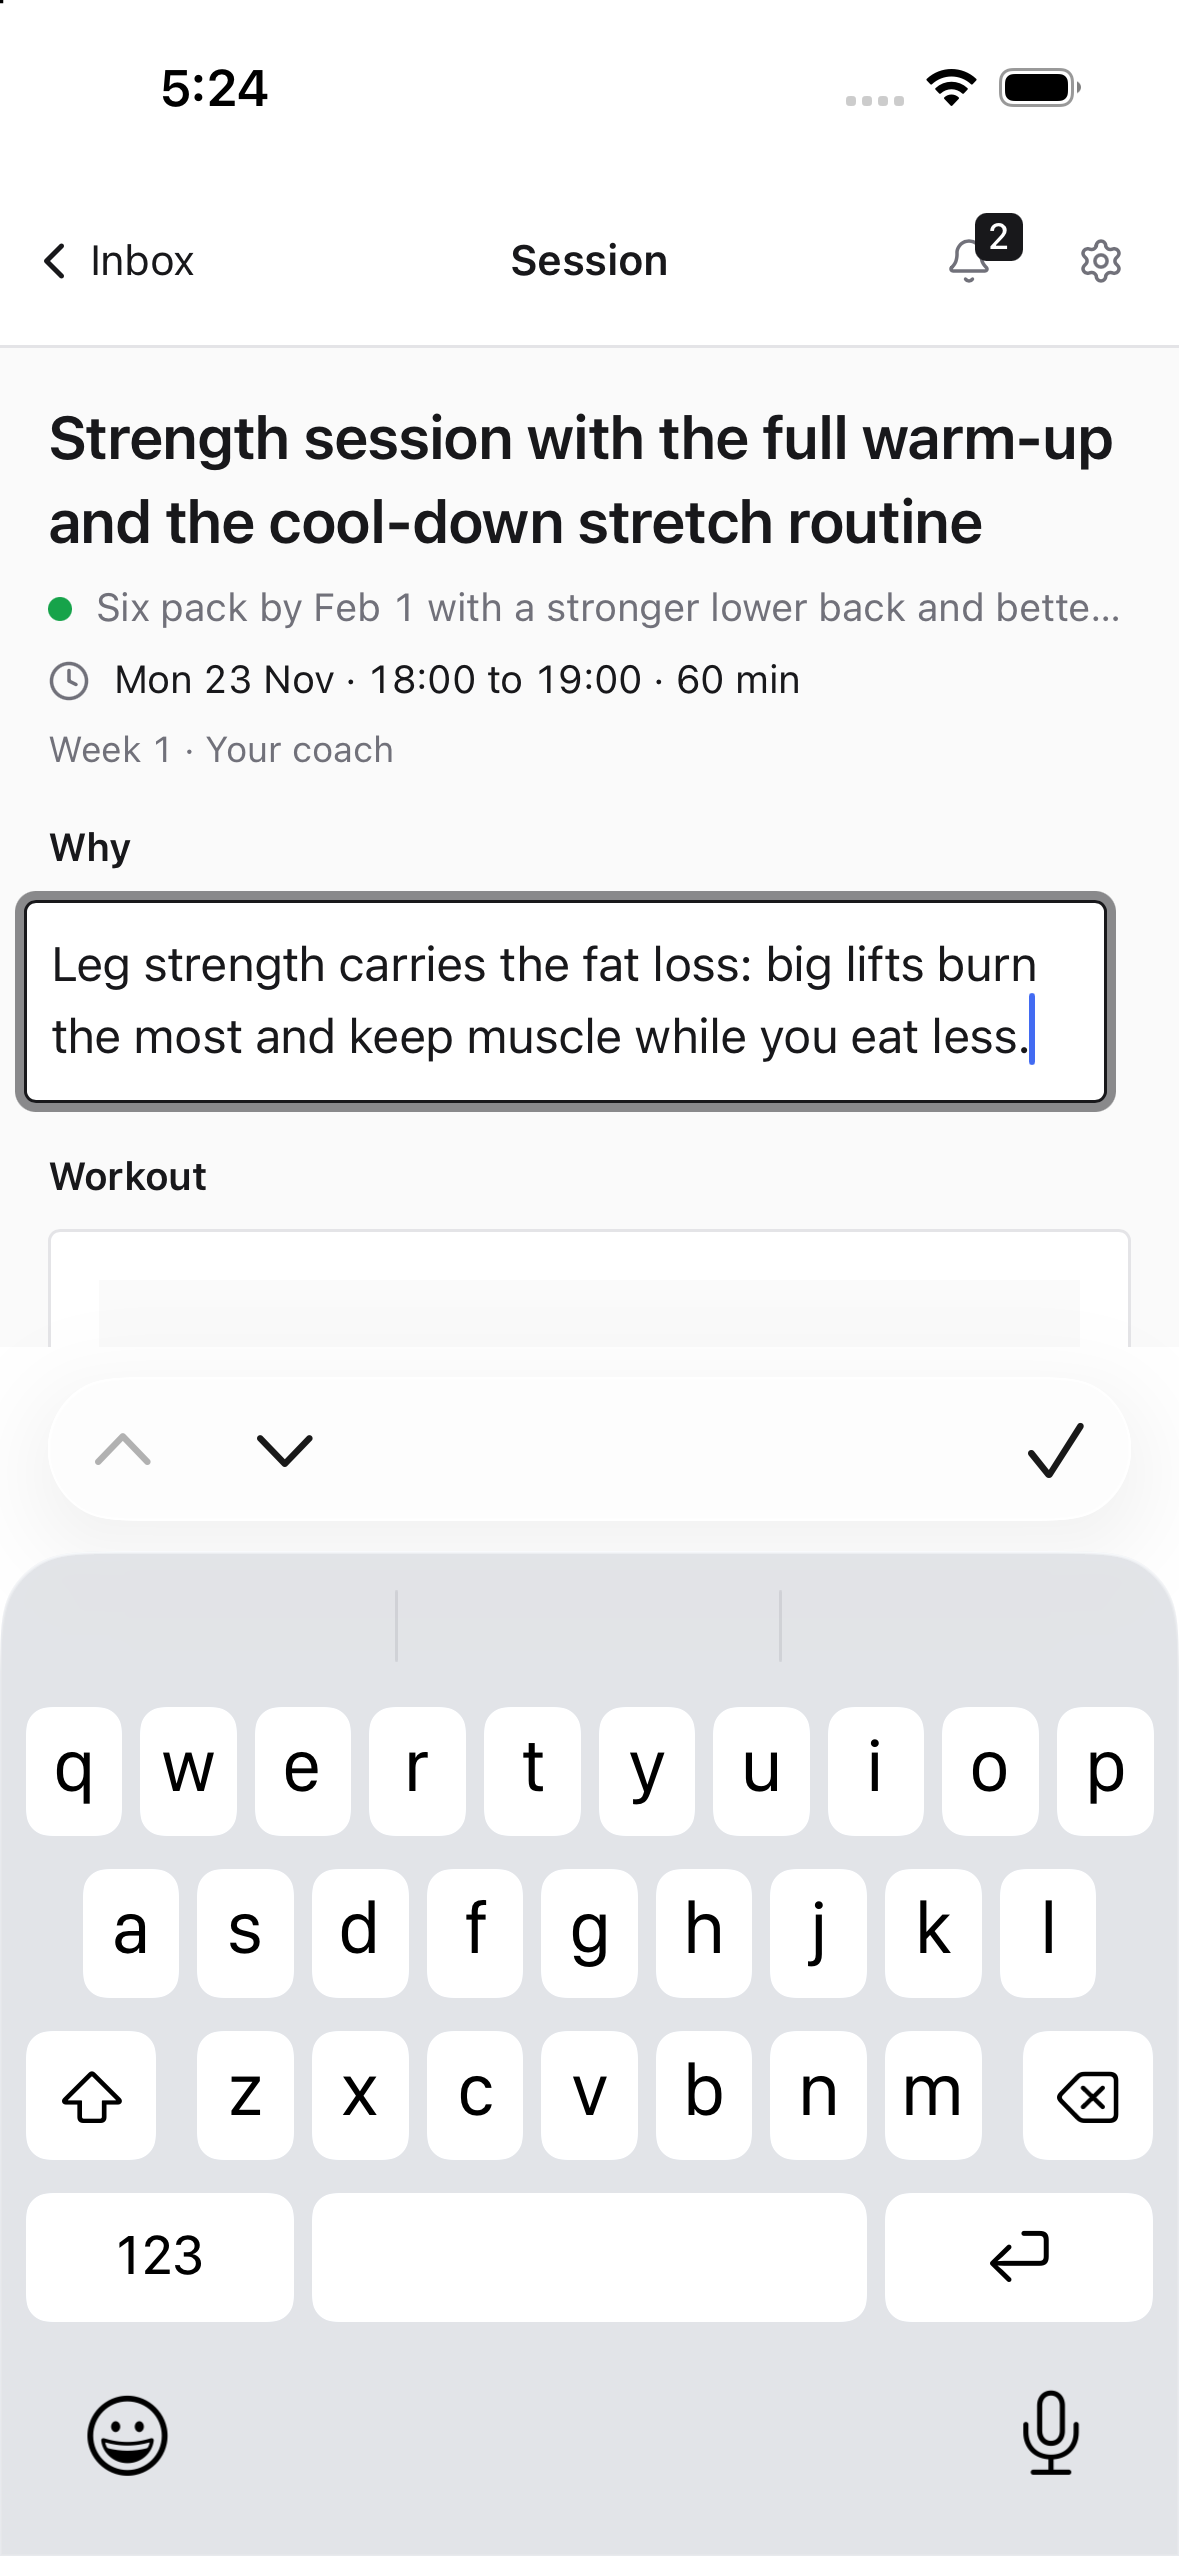 5:24
Inbox
Session
2
Strength session with the full warm-up
and the cool-down stretch routine
Six pack by Feb 1 with a stronger lower back and bette...
Mon 23 Nov · 18:00 to 19:00 · 60 min
Week 1 · Your coach
Why
Leg strength carries the fat loss: big lifts burn
the most and keep muscle while you eat less.
Workout
q w e r t y u i o p
a s d f g h j k l
z x c v b n m
123